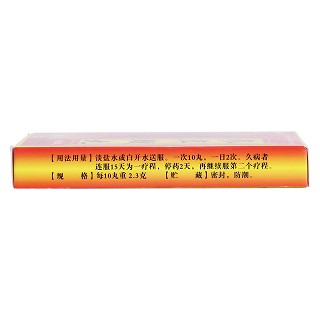 【用法用量】淡盐水或白开水送服。一次10丸，一日2次。久病者
连服15天为一疗程，停药2天，再继续服第二个疗程。
【规　　格】每10丸重 2.3克　【贮　　藏】密封，防潮。